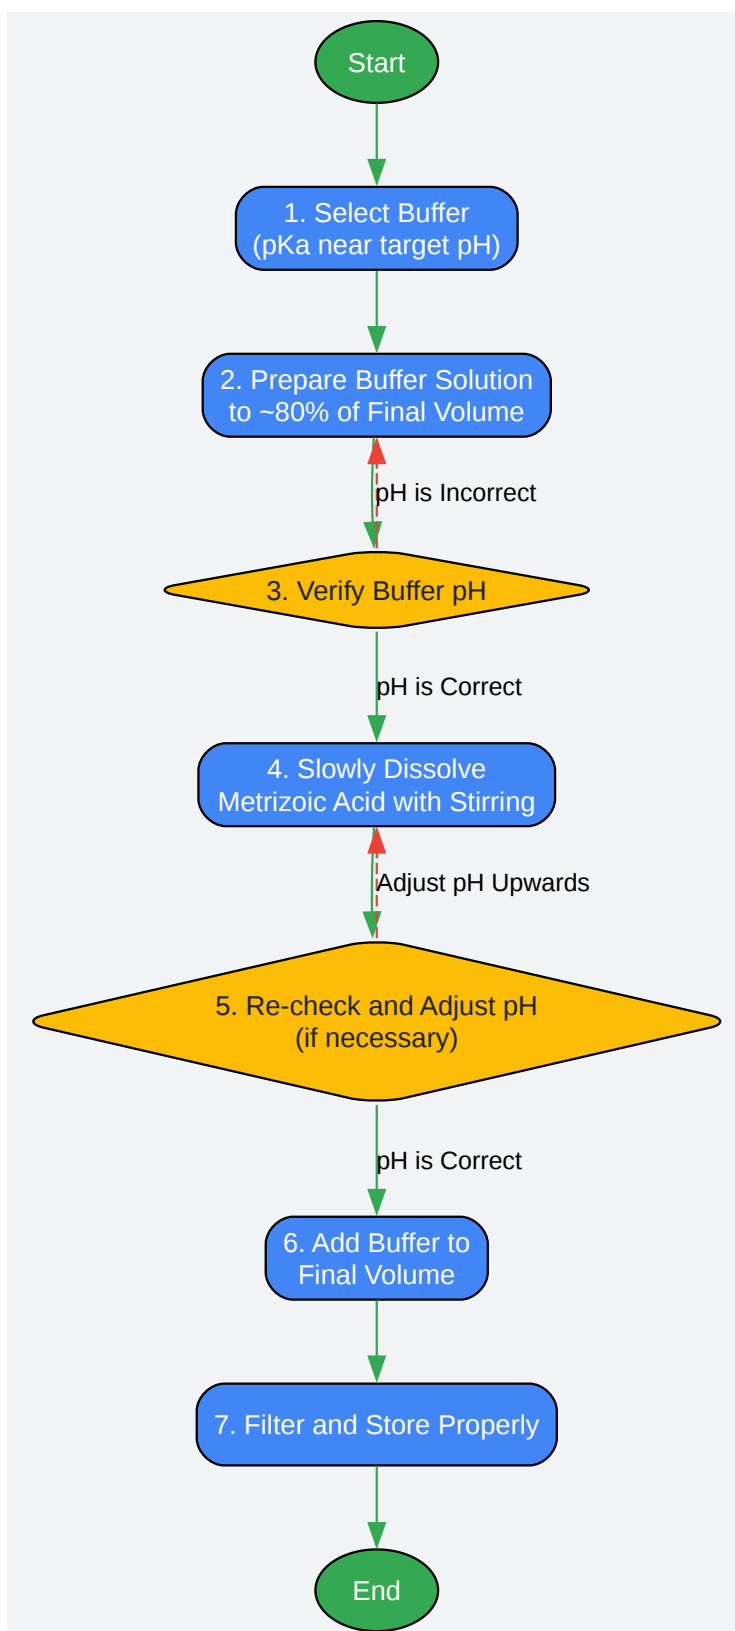 Start
1. Select Buffer
(pKa near target pH)
2. Prepare Buffer Solution
to ~80% of Final Volume
pH is Incorrect
3. Verify Buffer pH
pH is Correct
4. Slowly Dissolve
Metrizoic Acid with Stirring
Adjust pH Upwards
5. Re-check and Adjust pH
(if necessary)
pH is Correct
6. Add Buffer to
Final Volume
7. Filter and Store Properly
End